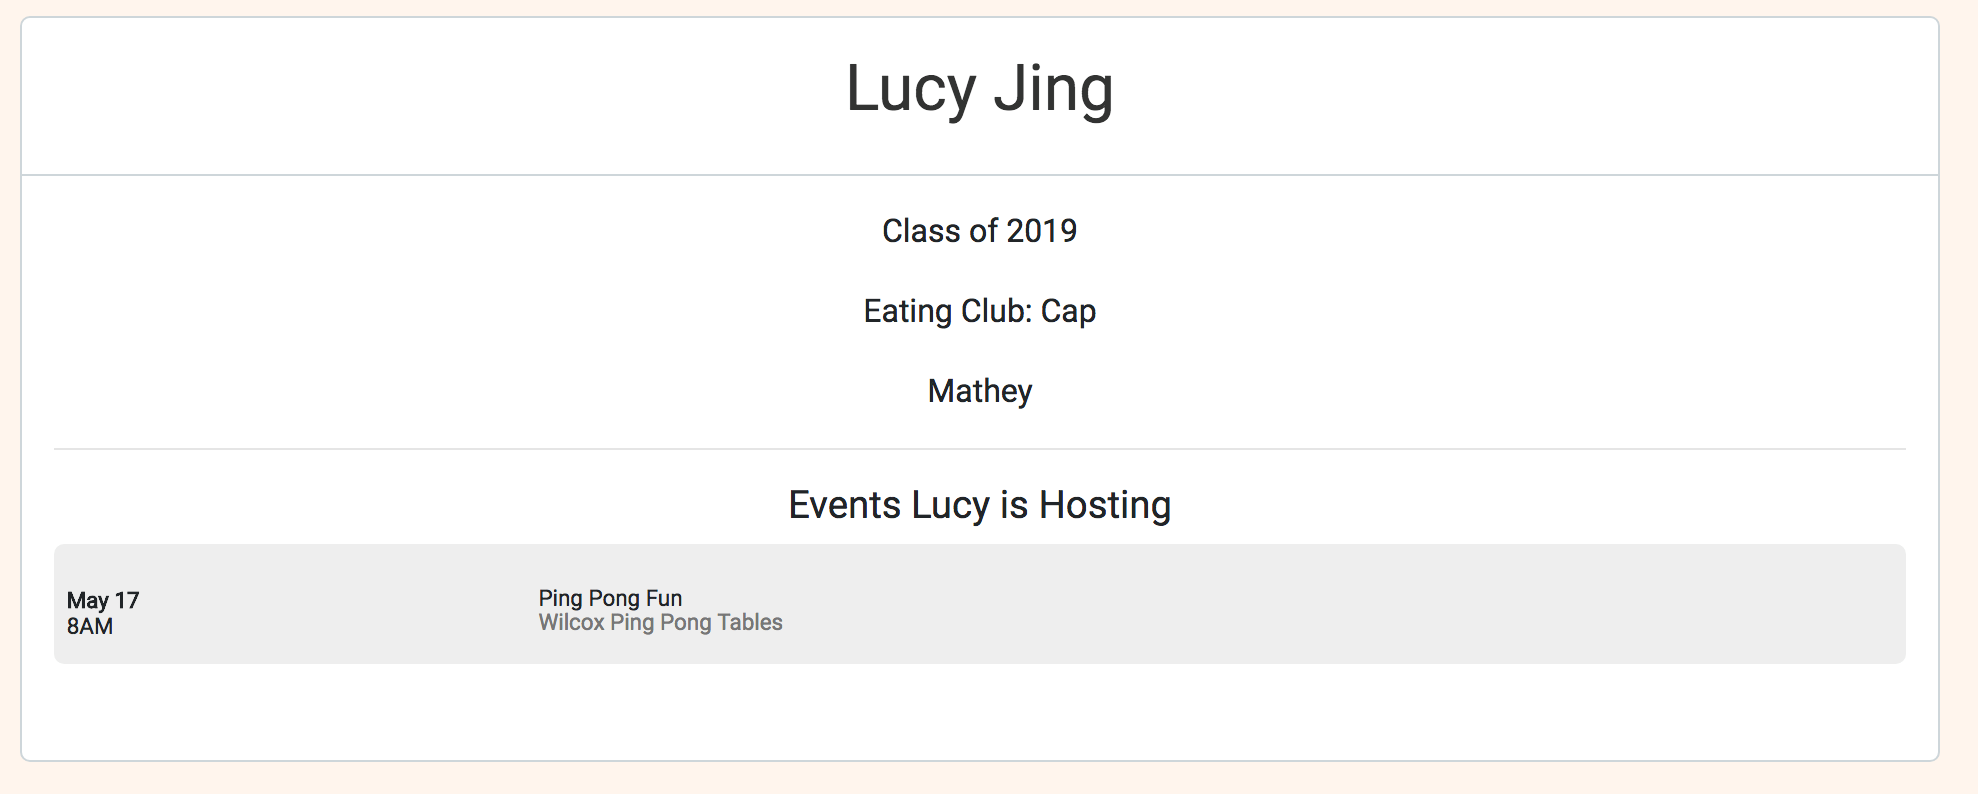 Lucy Jing
Class of 2019
Eating Club: Cap
Mathey
Events Lucy is Hosting
May 17
8AM
Ping Pong Fun
Wilcox Ping Pong Tables